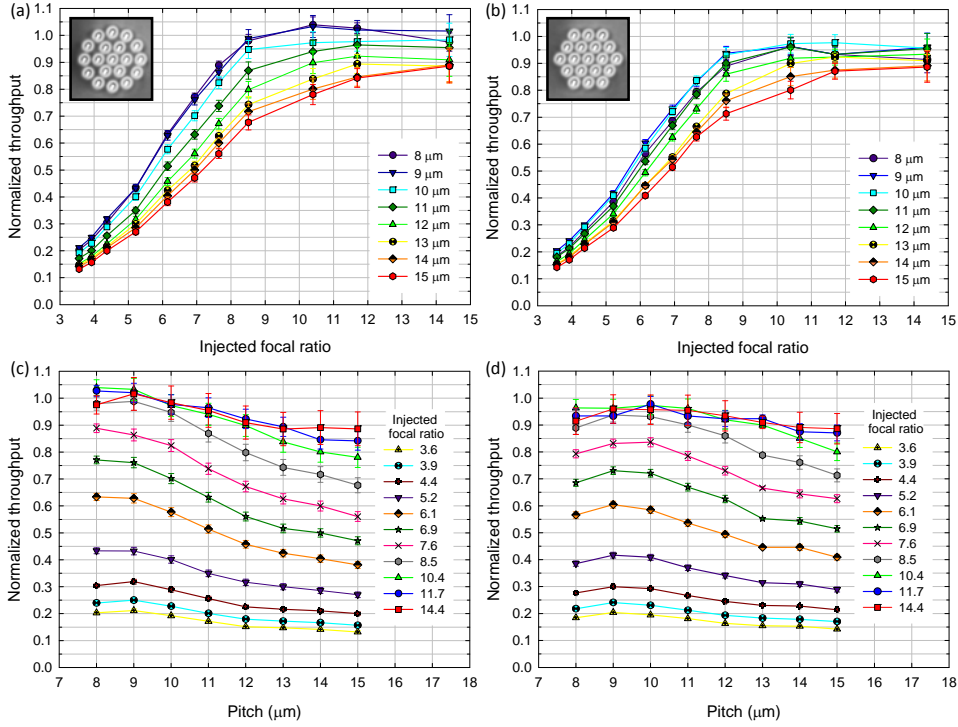 (a)
Normalized throughput
1.1
1.0
0.9
0.8
0.7
0.6
0.5
0.4
0.3
0.2
0.1
0.0
3 4 5 6 7 8 9 10 11 12 13 14 15
Injected focal ratio
8 μm
9 μm
10 μm
11 μm
12 μm
13 μm
14 μm
15 μm
(b)
Normalized throughput
1.1
1.0
0.9
0.8
0.7
0.6
0.5
0.4
0.3
0.2
0.1
0.0
3 4 5 6 7 8 9 10 11 12 13 14 15
Injected focal ratio
8 μm
9 μm
10 μm
11 μm
12 μm
13 μm
14 μm
15 μm
(c)
Normalized throughput
1.1
1.0
0.9
0.8
0.7
0.6
0.5
0.4
0.3
0.2
0.1
0.0
7 8 9 10 11 12 13 14 15 16 17 18
Pitch (μm)
Injected
focal ratio
3.6
3.9
4.4
5.2
6.1
6.9
7.6
8.5
10.4
11.7
14.4
(d)
Normalized throughput
1.1
1.0
0.9
0.8
0.7
0.6
0.5
0.4
0.3
0.2
0.1
0.0
7 8 9 10 11 12 13 14 15 16 17 18
Pitch (μm)
Injected
focal ratio
3.6
3.9
4.4
5.2
6.1
6.9
7.6
8.5
10.4
11.7
14.4